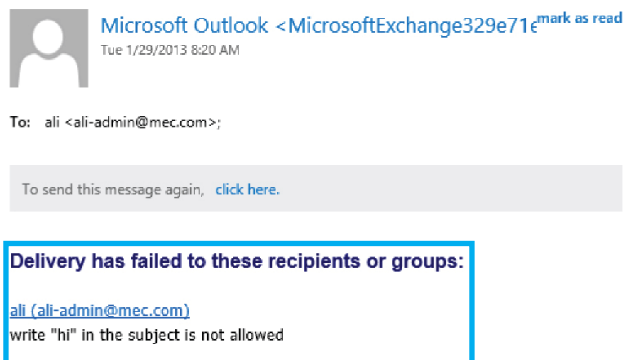 Microsoft Outlook <MicrosoftExchange329e71e
mark as read
Tue 1/29/2013 8:20 AM
To: ali <ali-admin@mec.com>;
To send this message again, click here.
Delivery has failed to these recipients or groups:
ali (ali-admin@mec.com)
write "hi" in the subject is not allowed